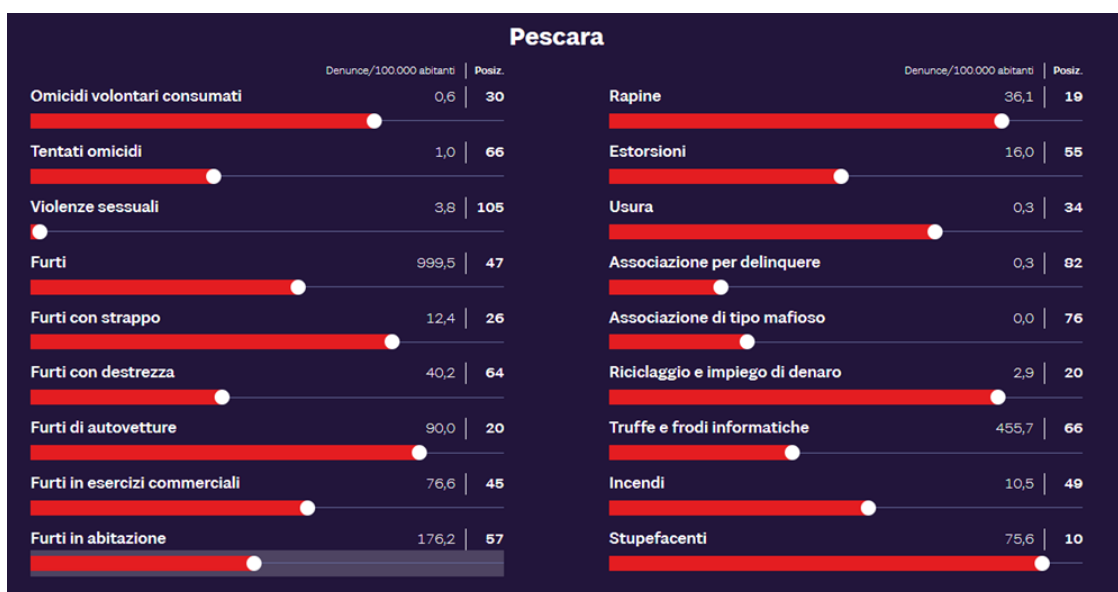 Pescara
Denunce/100.000 abitanti Posiz.
Omicidi volontari consumati 0,6 30
Tentati omicidi 1,0 66
Violenze sessuali 3,8 105
Furti 999,5 47
Furti con strappo 12,4 26
Furti con destrezza 40,2 64
Furti di autovetture 90,0 20
Furti in esercizi commerciali 76,6 45
Furti in abitazione 176,2 57
Denunce/100.000 abitanti Posiz.
Rapine 36,1 19
Estorsioni 16,0 55
Usura 0,3 34
Associazione per delinquere 0,3 82
Associazione di tipo mafioso 0,0 76
Riciclaggio e impiego di denaro 2,9 20
Truffe e frodi informatiche 455,7 66
Incendi 10,5 49
Stupefacenti 75,6 10